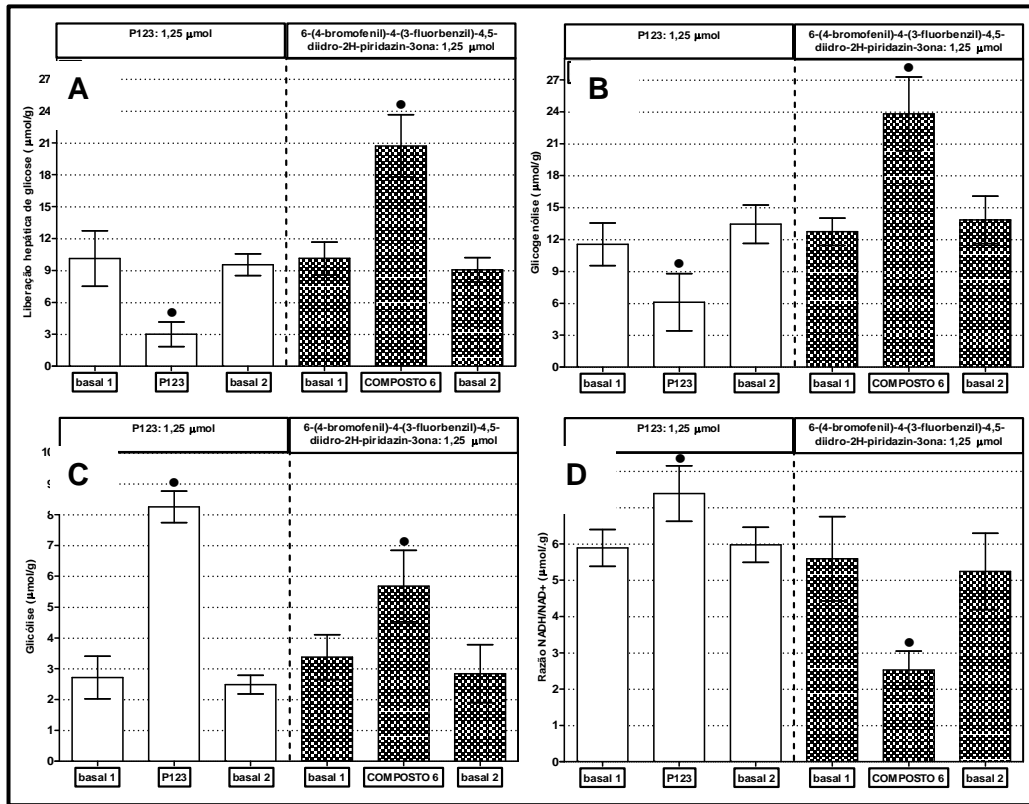 P123: 1,25 μmol
6-(4-bromofenil)-4-(3-fluorbenzil)-4,5-
diidro-2H-piridazin-3ona: 1,25 μmol
A
Liberação hepática de glicose (μmol/g)
27
24
21
18
15
12
9
6
3
0
basal 1
P123
basal 2
basal 1
COMPOSTO 6
basal 2
P123: 1,25 μmol
6-(4-bromofenil)-4-(3-fluorbenzil)-4,5-
diidro-2H-piridazin-3ona: 1,25 μmol
B
Glicogenólise (μmol/g)
27
24
21
18
15
12
9
6
3
0
basal 1
P123
basal 2
basal 1
COMPOSTO 6
basal 2
P123: 1,25 μmol
6-(4-bromofenil)-4-(3-fluorbenzil)-4,5-
diidro-2H-piridazin-3ona: 1,25 μmol
C
Glicólise (μmol/g)
9
8
7
6
5
4
3
2
1
0
basal 1
P123
basal 2
basal 1
COMPOSTO 6
basal 2
P123: 1,25 μmol
6-(4-bromofenil)-4-(3-fluorbenzil)-4,5-
diidro-2H-piridazin-3ona: 1,25 μmol
D
Razão NADH/NAD+ (μmol/.g)
6
5
4
3
2
1
0
basal 1
P123
basal 2
basal 1
COMPOSTO 6
basal 2